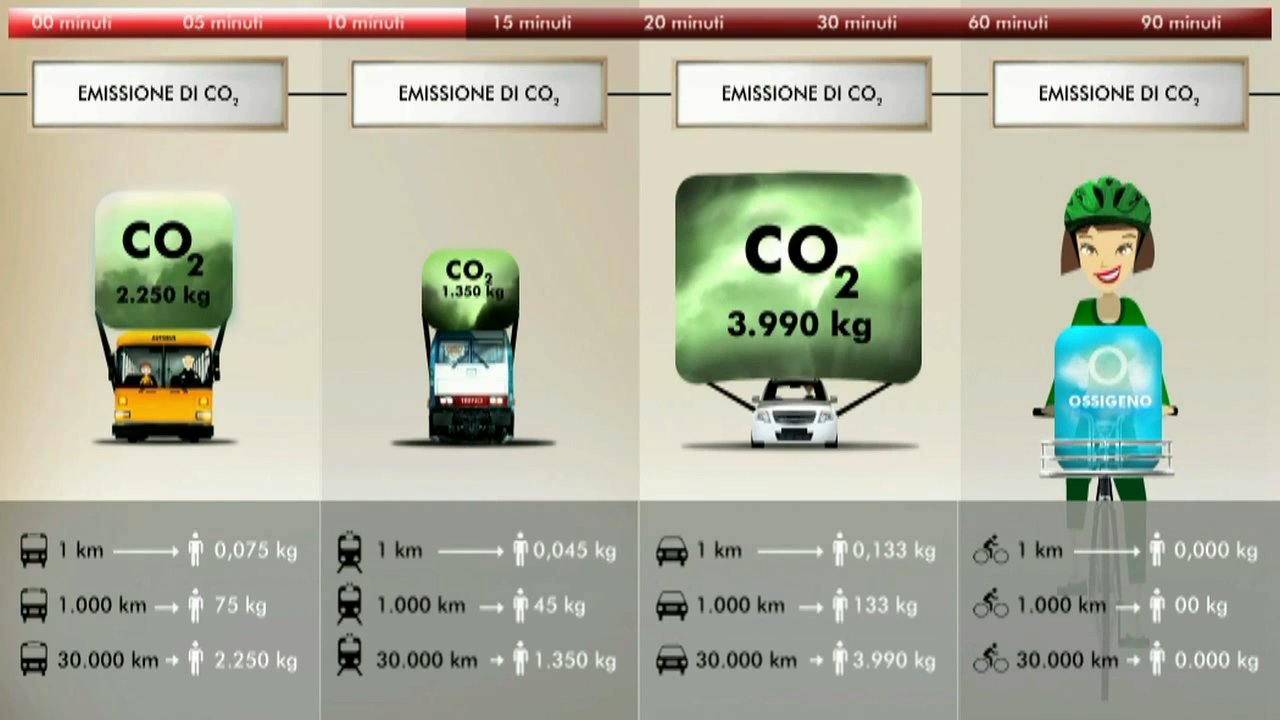 00 minuti 05 minuti 10 minuti 15 minuti 20 minuti 30 minuti 60 minuti 90 minuti
EMISSIONE DI CO₂ EMISSIONE DI CO₂ EMISSIONE DI CO₂ EMISSIONE DI CO₂
CO₂
2.250 kg
AUTOBUS
CO₂
1.350 kg
CO₂
3.990 kg
O
OSSIGENO
1 km 0,075 kg
1.000 km 75 kg
30.000 km 2.250 kg
1 km 0,045 kg
1.000 km 45 kg
30.000 km 1.350 kg
1 km 0,133 kg
1.000 km 133 kg
30.000 km 3.990 kg
1 km 0,000 kg
1.000 km 00 kg
30.000 km 0.000 kg